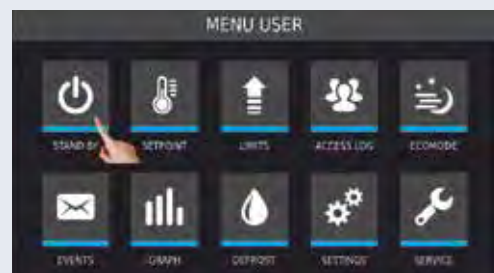 MENU USER
STAND BY SETPOINT LIMITS ACCESS LOG ECOMODE
EVENTS GRAPH DEFROST SETTINGS SERVICE